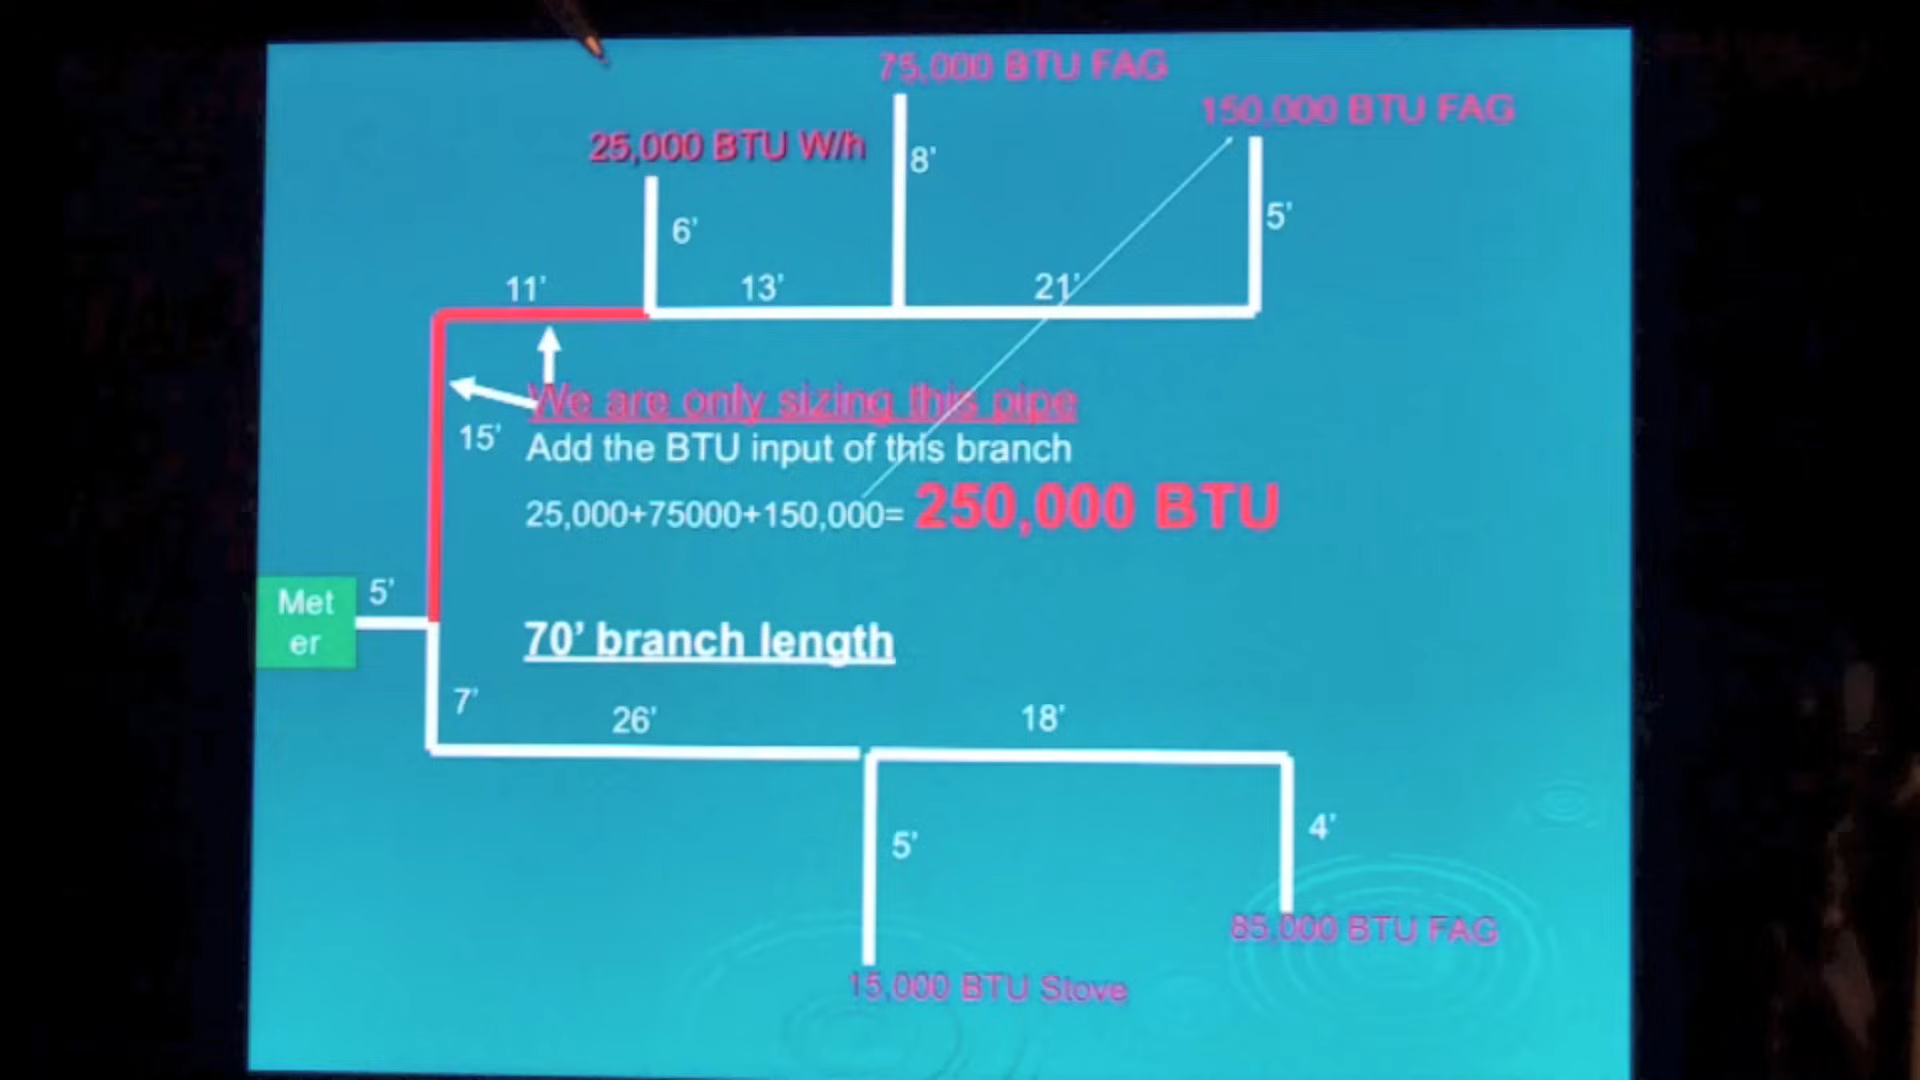 75,000 BTU FAG
150,000 BTU FAG
25,000 BTU W/h
8'
5'
6'
11'
13'
21'
We are only sizing this pipe
15'
Add the BTU input of this branch
25,000+75000+150,000= 250,000 BTU
Met
er
5'
70' branch length
7'
26'
18'
5'
4'
85,000 BTU FAG
15,000 BTU Stove